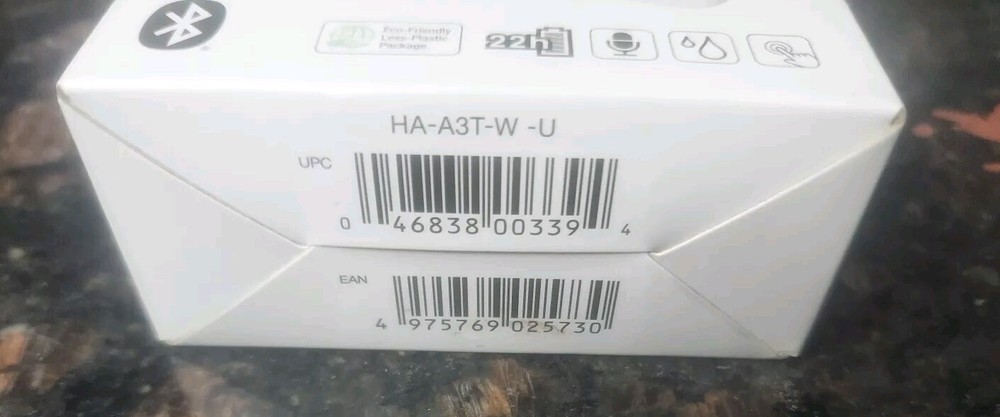 Eco-Friendly
Less-Plastic
Package
22h
HA-A3T-W -U
UPC
0 46838 00339 4
EAN
4 975769 025730